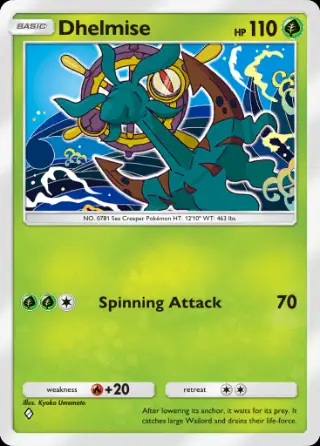 BASIC Dhelmise HP 110
NO. 0781 Sea Creeper Pokémon HT: 12'10" WT: 463 lbs.
Spinning Attack 70
weakness +20 retreat
Illus. Kyoko Umemoto
After lowering its anchor, it waits for its prey. It
catches large Wailord and drains their life-force.